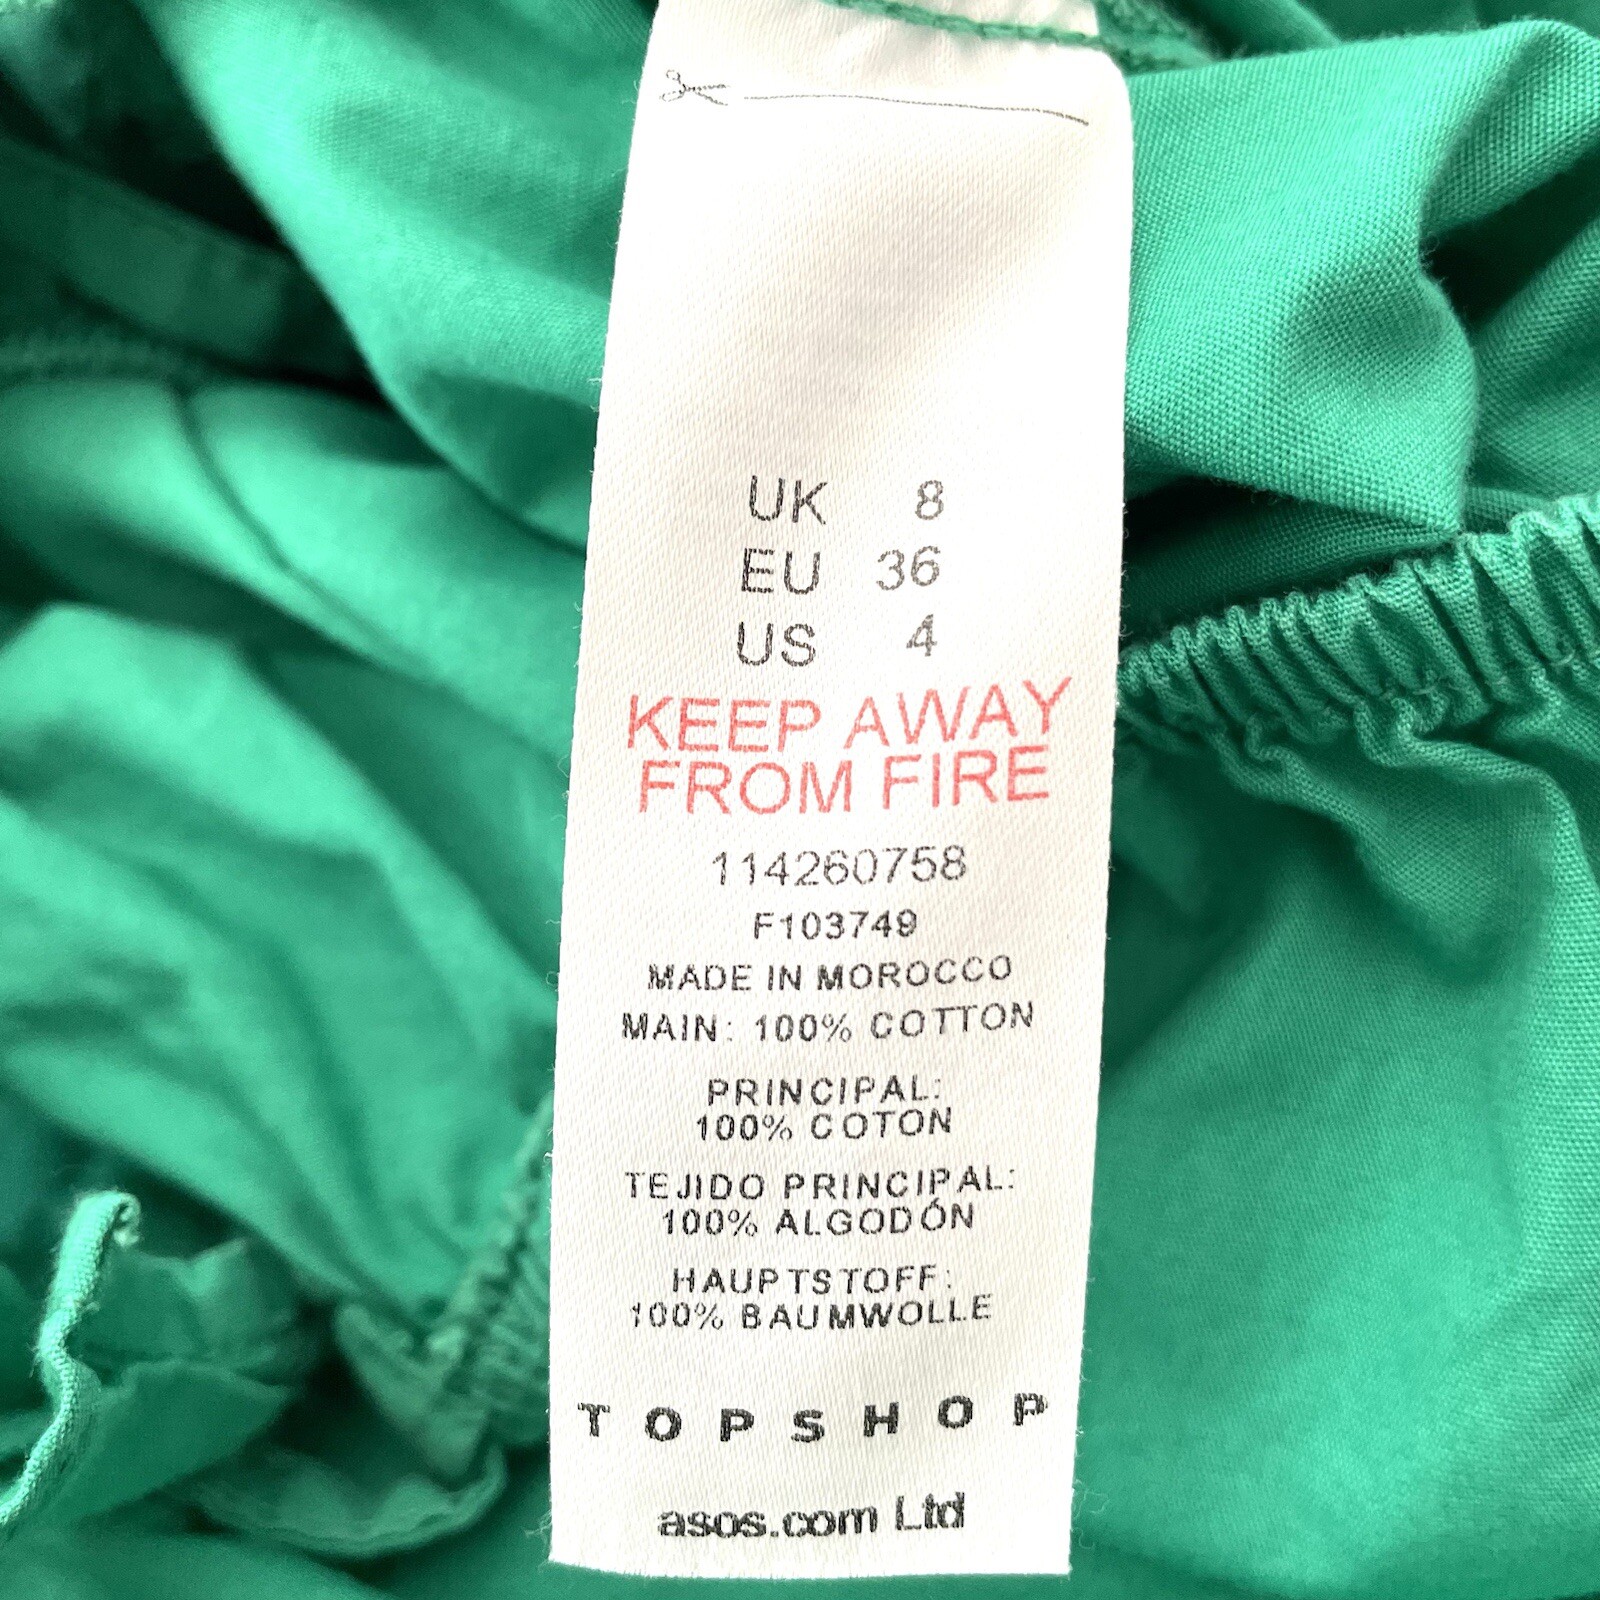 UK 8
EU 36
US 4
KEEP AWAY
FROM FIRE
114260758
F103749
MADE IN MOROCCO
MAIN: 100% COTTON
PRINCIPAL:
100% COTON
TEJIDO PRINCIPAL:
100% ALGODÓN
HAUPTSTOFF:
100% BAUMWOLLE
TOPSHOP
asos.com Ltd